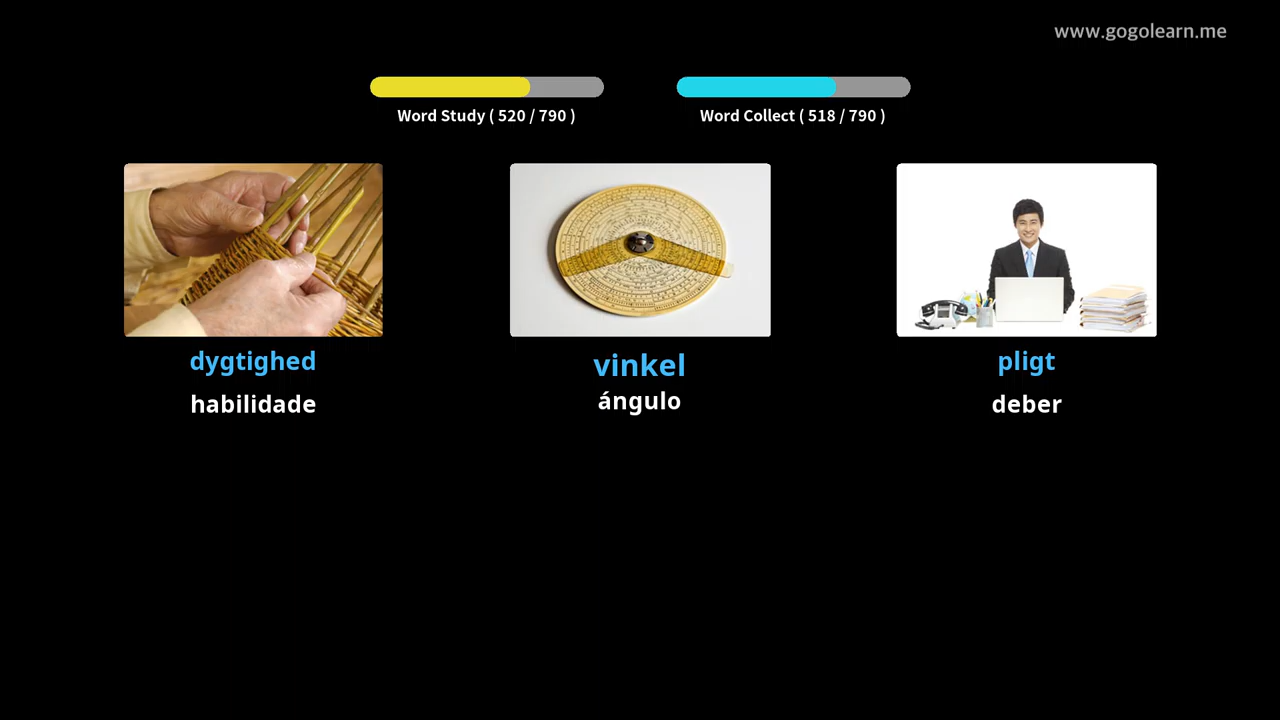 www.gogolearn.me
Word Study ( 520 / 790 )
Word Collect ( 518 / 790 )
dygtighed
habilidade
vinkel
ángulo
pligt
deber